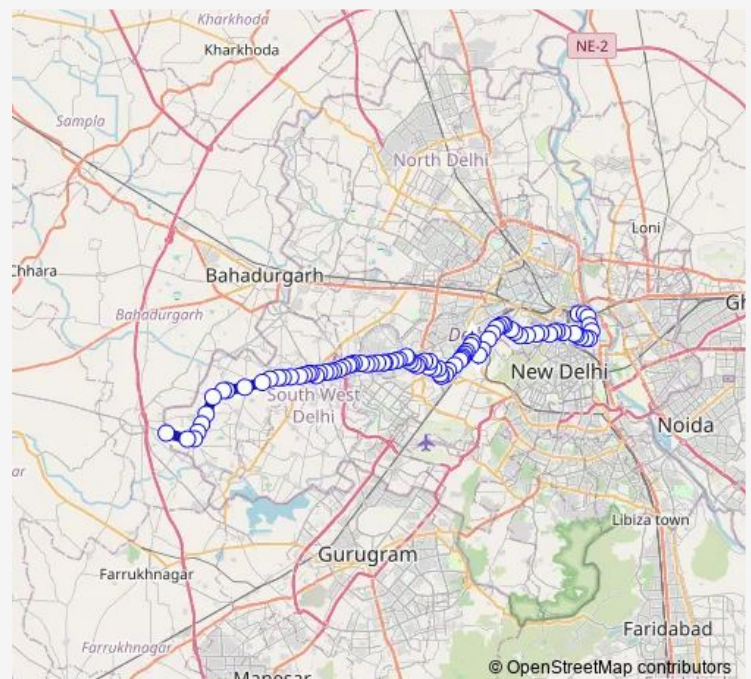 Kharkhoda
Kharkhoda
NE-2
Sampla
North Delhi
Loni
Chhara
Bahadurgarh
Bahadurgarh
New Delhi
South West
Delhi
Noida
Libiza town
Gurugram
Farrukhnagar
Farrukhnagar
Faridabad
Manesar
© OpenStreetMap contributors